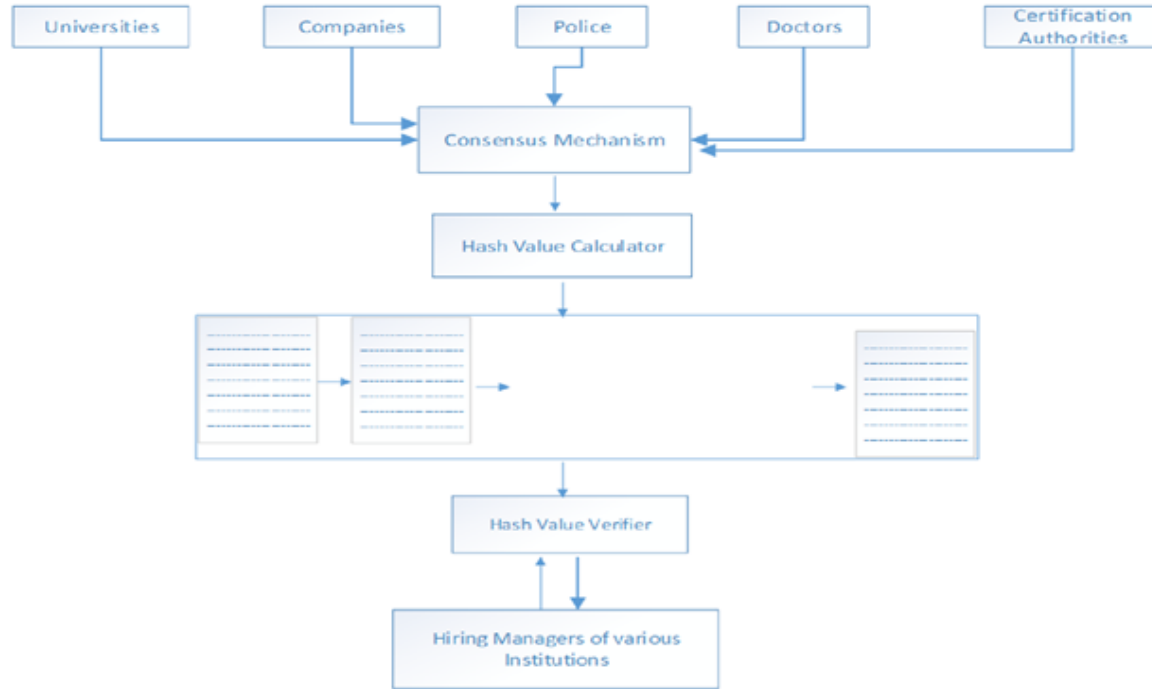 Universities
Companies
Police
Doctors
Certification
Authorities
Consensus Mechanism
Hash Value Calculator
Hash Value Verifier
Hiring Managers of various
Institutions